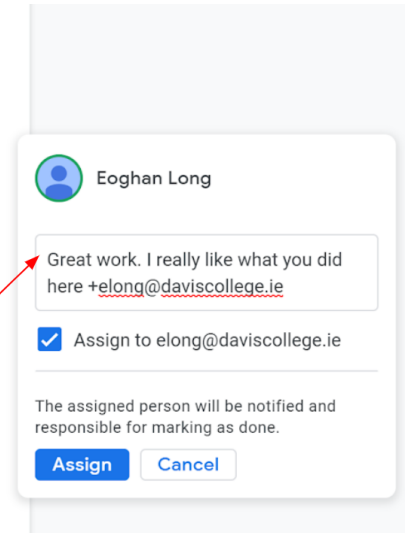 Eoghan Long
Great work. I really like what you did
here +elong@daviscollege.ie
Assign to elong@daviscollege.ie
The assigned person will be notified and
responsible for marking as done.
Assign Cancel